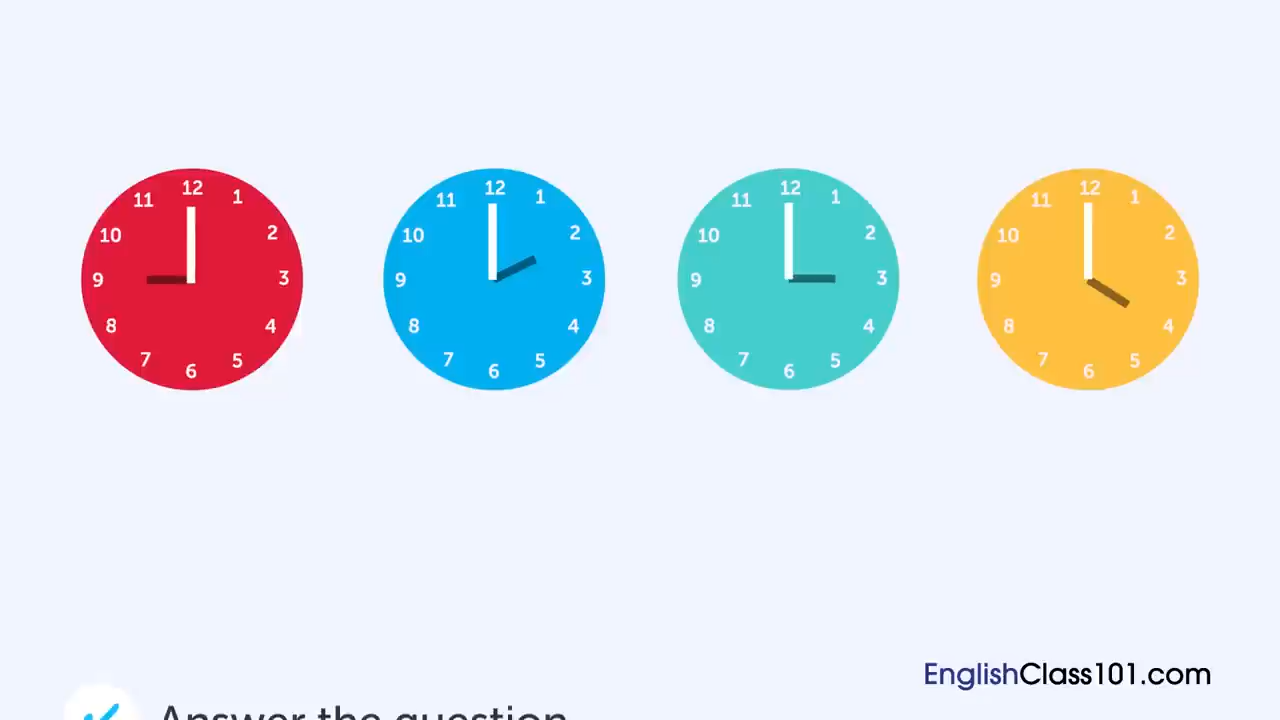 12 12 12 12
11 1 11 1 11 1 11 1
10 2 10 2 10 2 10 2
9 3 9 3 9 3 9 3
8 4 8 4 8 4 8 4
7 5 7 5 7 5 7 5
6 6 6 6
EnglishClass101.com
Answer the question